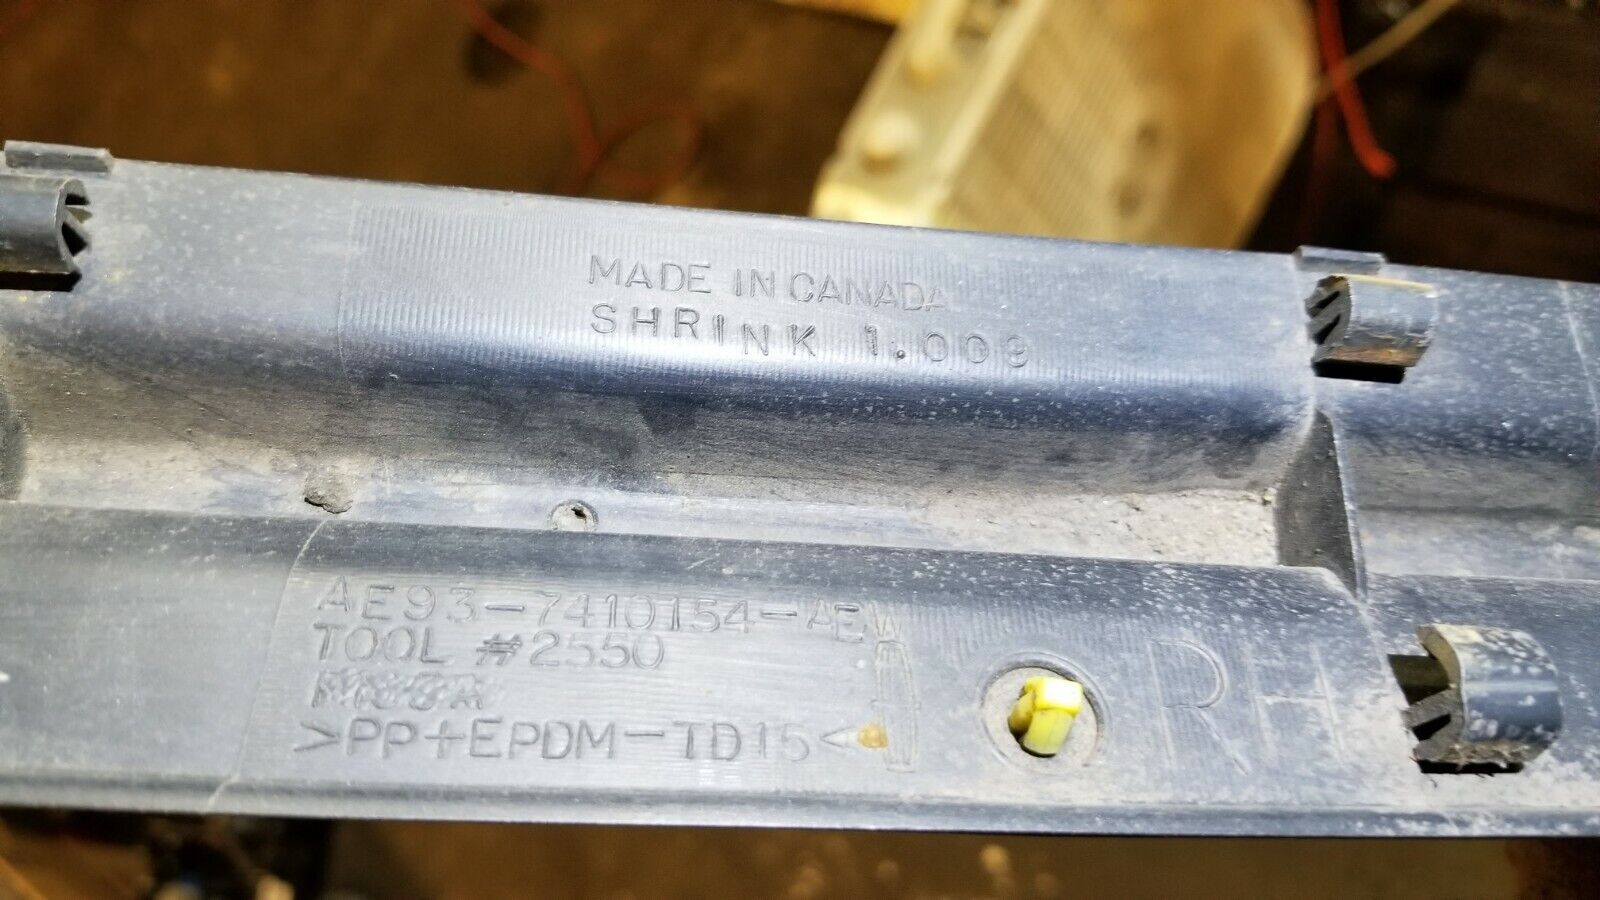 MADE IN CANADA
SHRINK 1.009
AE93-7410154-AEW
TOOL #2550
>PP+EPDM-TD15<
RH